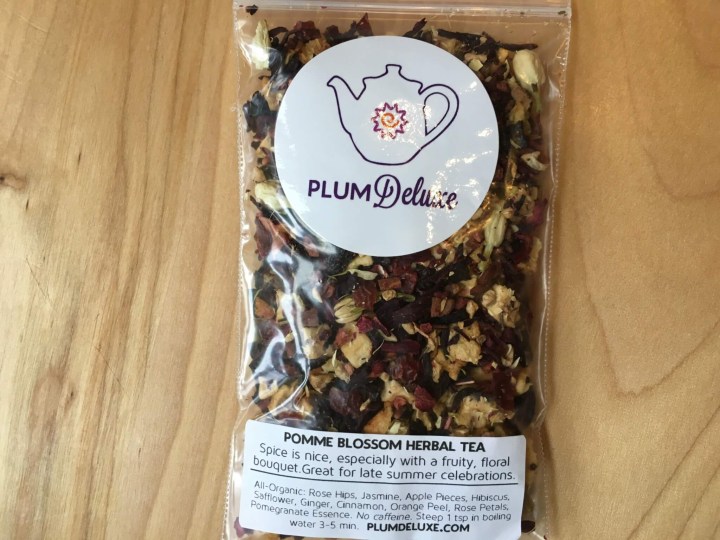 PLUM Deluxe
POMME BLOSSOM HERBAL TEA
Spice is nice, especially with a fruity, floral
bouquet.Great for late summer celebrations.
All-Organic: Rose Hips, Jasmine, Apple Pieces, Hibiscus,
Safflower, Ginger, Cinnamon, Orange Peel, Rose Petals,
Pomegranate Essence. No caffeine. Steep 1 tsp in boiling
water 3-5 min. PLUMDELUXE.COM